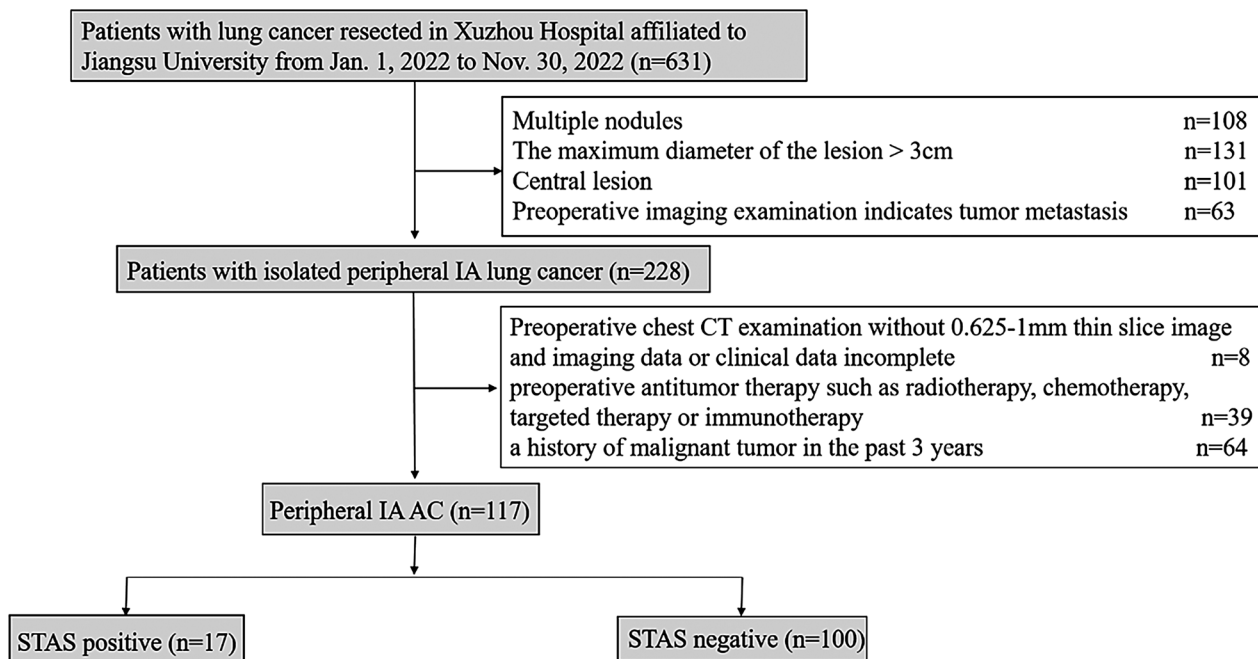 Patients with lung cancer resected in Xuzhou Hospital affiliated to
Jiangsu University from Jan. 1, 2022 to Nov. 30, 2022 (n=631)
Multiple nodules n=108
The maximum diameter of the lesion > 3cm n=131
Central lesion n=101
Preoperative imaging examination indicates tumor metastasis n=63
Patients with isolated peripheral IA lung cancer (n=228)
Preoperative chest CT examination without 0.625-1mm thin slice image
and imaging data or clinical data incomplete n=8
preoperative antitumor therapy such as radiotherapy, chemotherapy,
targeted therapy or immunotherapy n=39
a history of malignant tumor in the past 3 years n=64
Peripheral IA AC (n=117)
STAS positive (n=17) STAS negative (n=100)